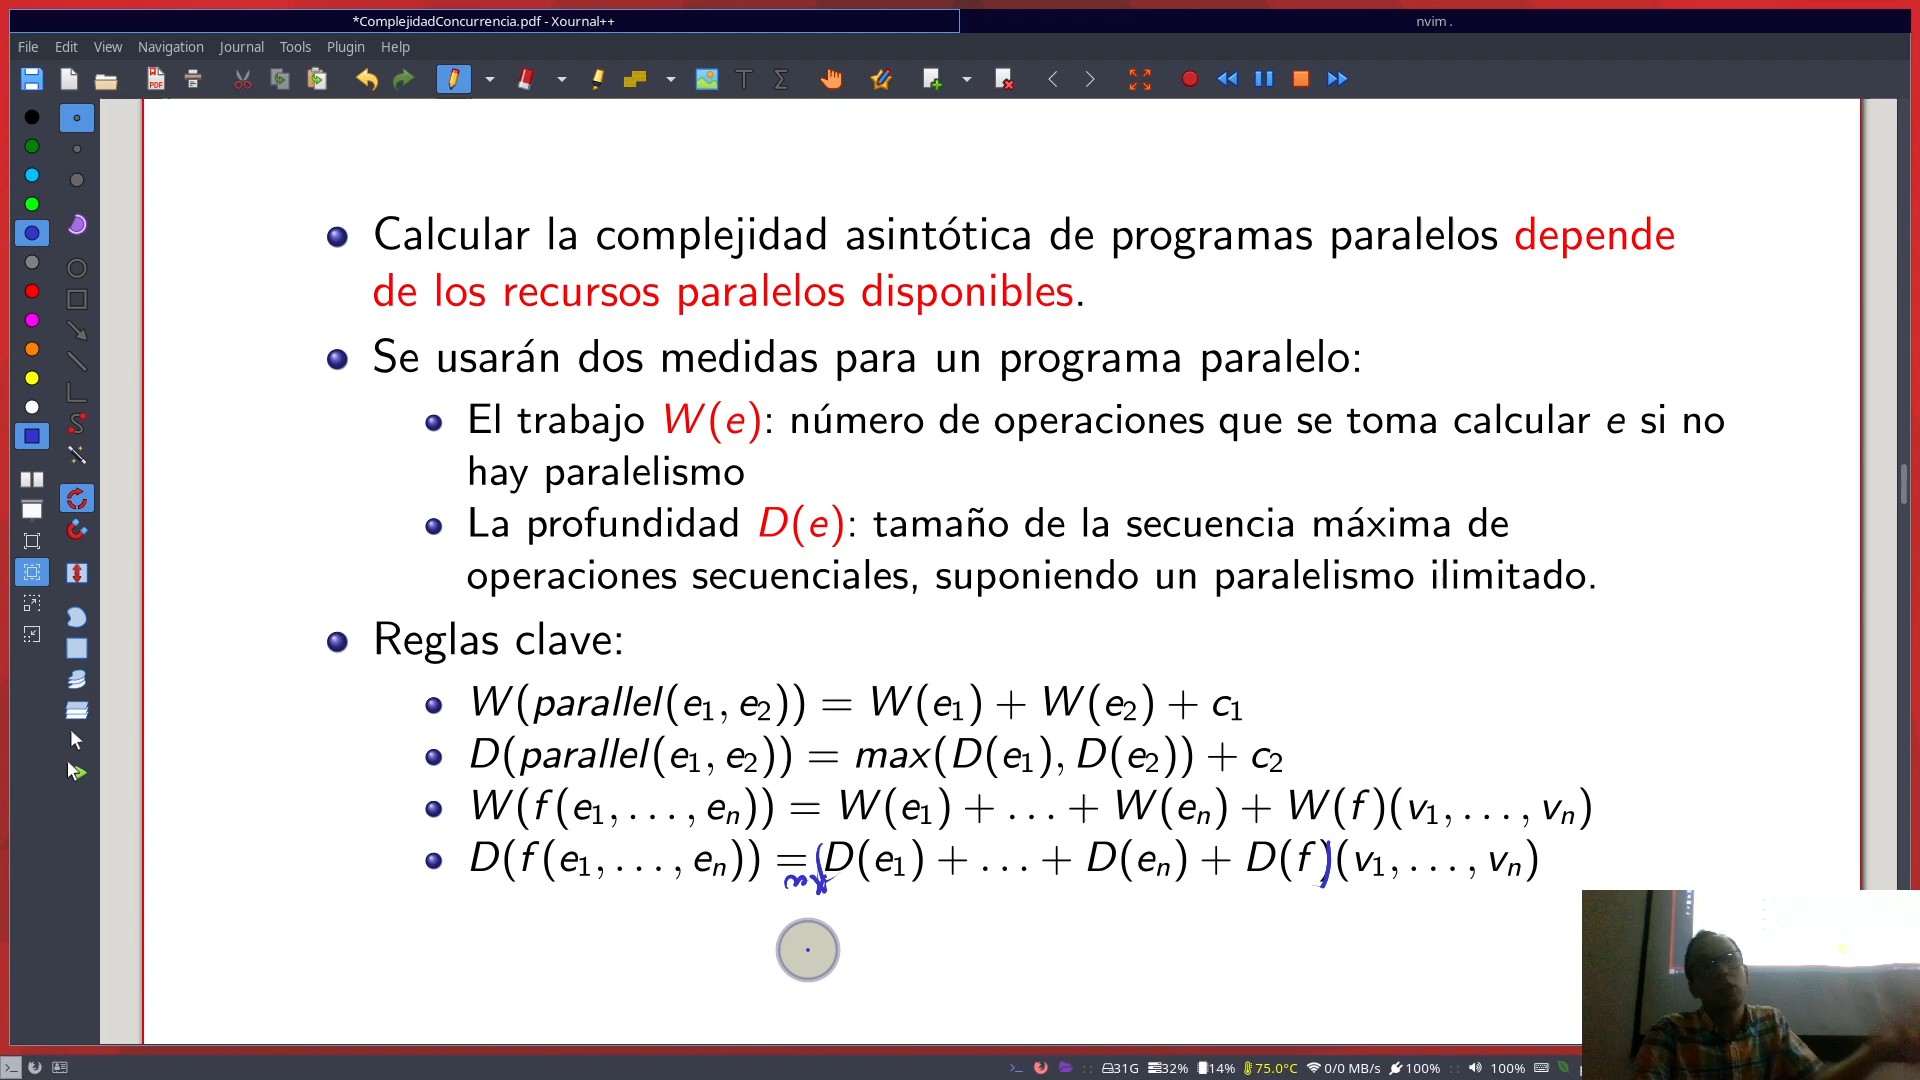 *ComplejidadConcurrencia.pdf - Xournal++
nvim .
File Edit View Navigation Journal Tools Plugin Help
Calcular la complejidad asintótica de programas paralelos depende
de los recursos paralelos disponibles.
Se usarán dos medidas para un programa paralelo:
El trabajo W(e): número de operaciones que se toma calcular e si no
hay paralelismo
La profundidad D(e): tamaño de la secuencia máxima de
operaciones secuenciales, suponiendo un paralelismo ilimitado.
Reglas clave:
W(parallel(e₁, e₂)) = W(e₁) + W(e₂) + c₁
D(parallel(e₁, e₂)) = max(D(e₁), D(e₂)) + c₂
W(f(e₁, . . . , eₙ)) = W(e₁) + . . . + W(eₙ) + W(f)(v₁, . . . , vₙ)
D(f(e₁, . . . , eₙ)) = (D(e₁) + . . . + D(eₙ) + D(f)(v₁, . . . , vₙ)
max
31G 32% 14% 75.0°C 0/0 MB/s 100% 100%